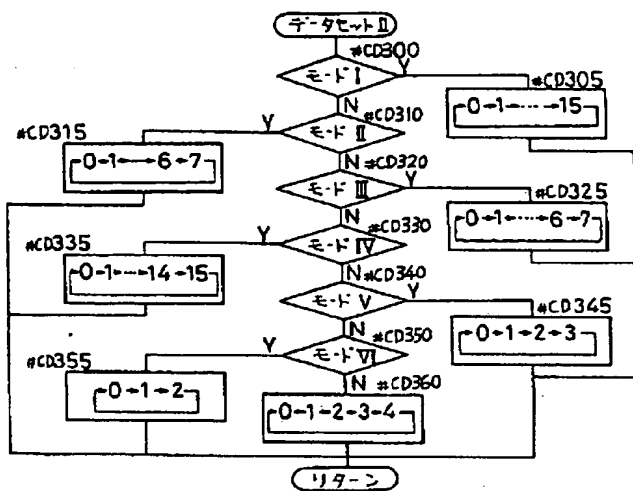 データセットⅡ
#CD300
モードⅠ
Y
N
#CD305
0→1→┄→15
#CD310
モードⅡ
Y
N
#CD315
0→1→┄→6→7
#CD320
モードⅢ
Y
N
#CD325
0→1→┄→6→7
#CD330
モードⅣ
Y
N
#CD335
0→1→┄→14→15
#CD340
モードⅤ
Y
N
#CD345
0→1→2→3
#CD350
モードⅥ
Y
N
#CD355
0→1→2
#CD360
0→1→2→3→4
リターン